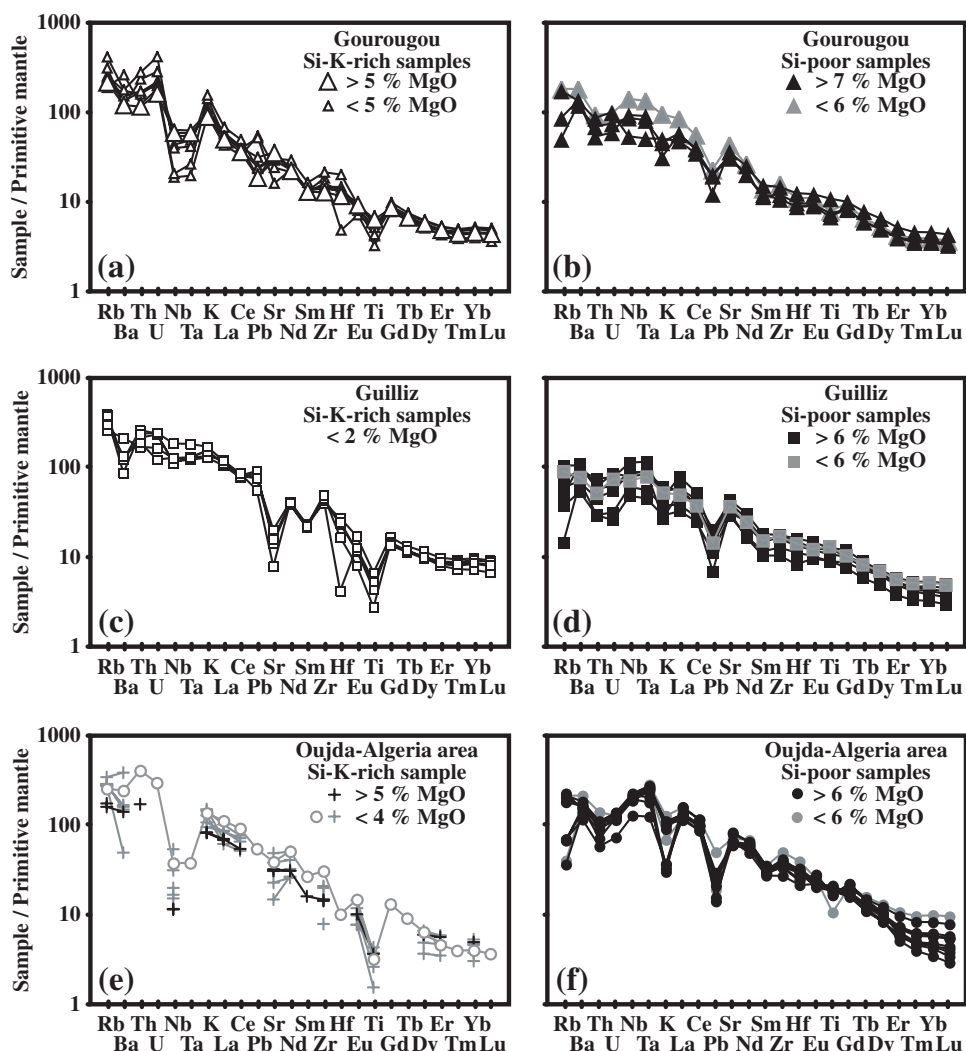 Sample / Primitive mantle
1000
100
10
1
Gourougou
Si-K-rich samples
> 5 % MgO
< 5 % MgO
(a)
Rb Th Nb K Ce Sr Sm Hf Ti Tb Er Yb
Ba U Ta La Pb Nd Zr Eu Gd Dy Tm Lu
Gourougou
Si-poor samples
> 7 % MgO
< 6 % MgO
(b)
Rb Th Nb K Ce Sr Sm Hf Ti Tb Er Yb
Ba U Ta La Pb Nd Zr Eu Gd Dy Tm Lu
Sample / Primitive mantle
1000
100
10
1
Guilliz
Si-K-rich samples
< 2 % MgO
(c)
Rb Th Nb K Ce Sr Sm Hf Ti Tb Er Yb
Ba U Ta La Pb Nd Zr Eu Gd Dy Tm Lu
Guilliz
Si-poor samples
> 6 % MgO
< 6 % MgO
(d)
Rb Th Nb K Ce Sr Sm Hf Ti Tb Er Yb
Ba U Ta La Pb Nd Zr Eu Gd Dy Tm Lu
Sample / Primitive mantle
1000
100
10
1
Oujda-Algeria area
Si-K-rich sample
> 5 % MgO
< 4 % MgO
(e)
Rb Th Nb K Ce Sr Sm Hf Ti Tb Er Yb
Ba U Ta La Pb Nd Zr Eu Gd Dy Tm Lu
Oujda-Algeria area
Si-poor samples
> 6 % MgO
< 6 % MgO
(f)
Rb Th Nb K Ce Sr Sm Hf Ti Tb Er Yb
Ba U Ta La Pb Nd Zr Eu Gd Dy Tm Lu